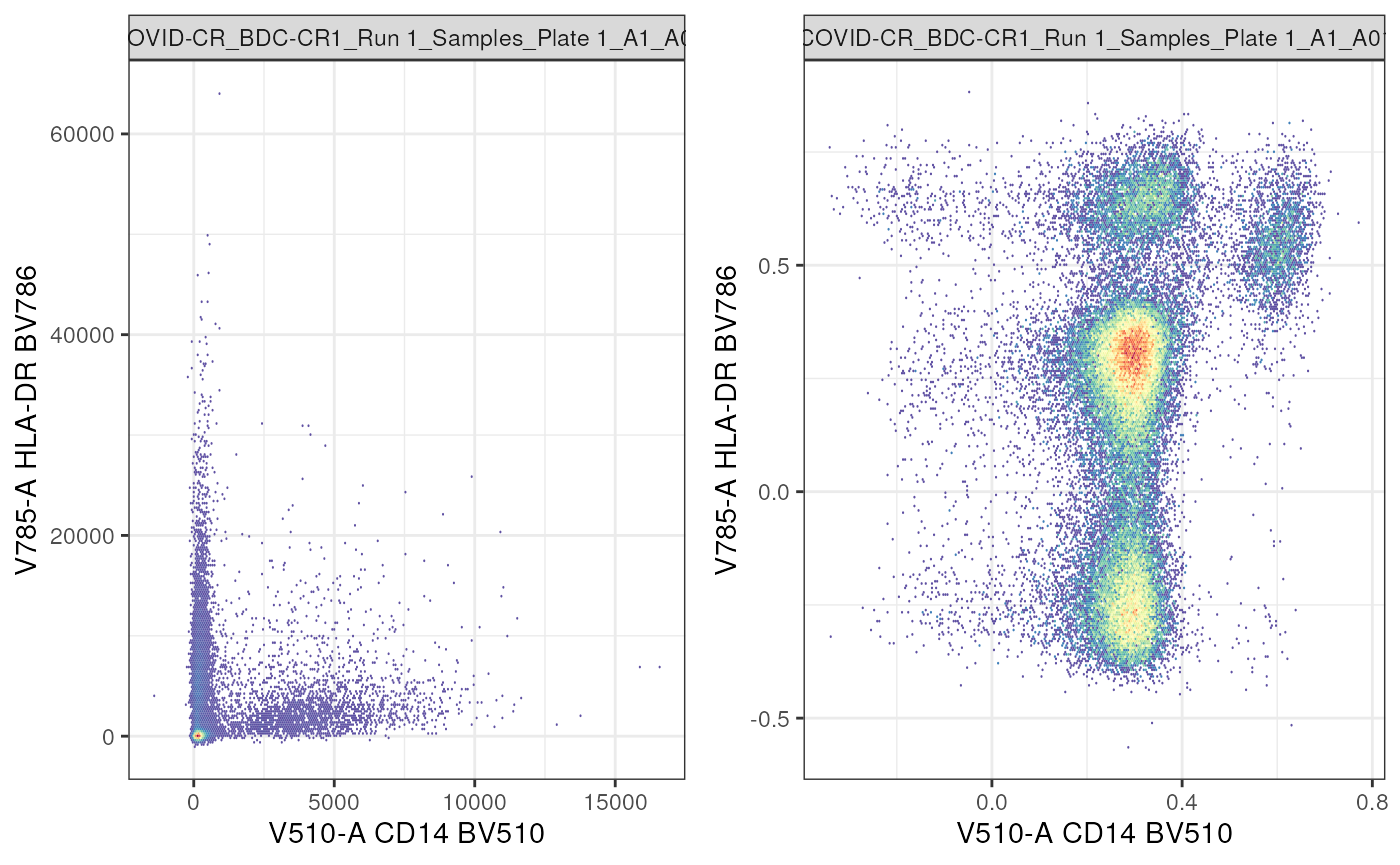 OVID-CR_BDC-CR1_Run 1_Samples_Plate 1_A1_A0
60000
40000
20000
0
0 5000 10000 15000
V510-A CD14 BV510
V785-A HLA-DR BV786
COVID-CR_BDC-CR1_Run 1_Samples_Plate 1_A1_A0
0.5
0.0
-0.5
0.0 0.4 0.8
V510-A CD14 BV510
V785-A HLA-DR BV786